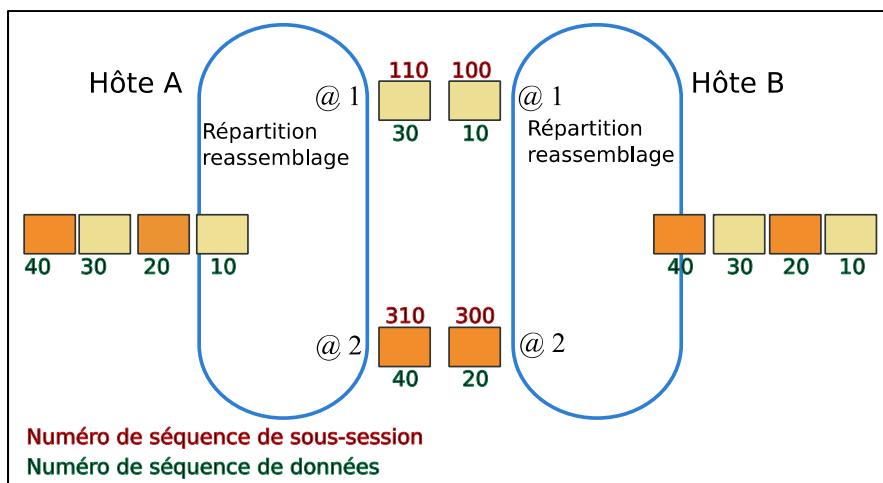 110 100
Hôte A
@ 1
@ 1
Hôte B
30 10
Répartition
reassemblage
Répartition
reassemblage
40 30 20 10
40 30 20 10
310 300
@ 2
@ 2
40 20
Numéro de séquence de sous-session
Numéro de séquence de données